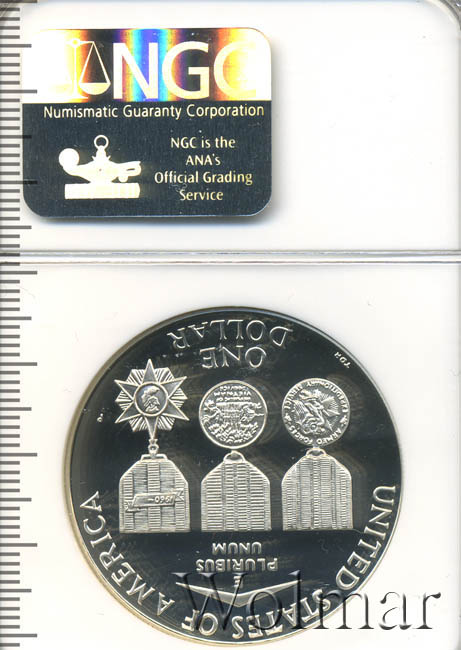 NGC
Numismatic Guaranty Corporation
NGC is the
ANA's
Official Grading
Service
UNITED STATES OF AMERICA
E
PLURIBUS
UNUM
1960-
ONE
DOLLAR
Wolmar